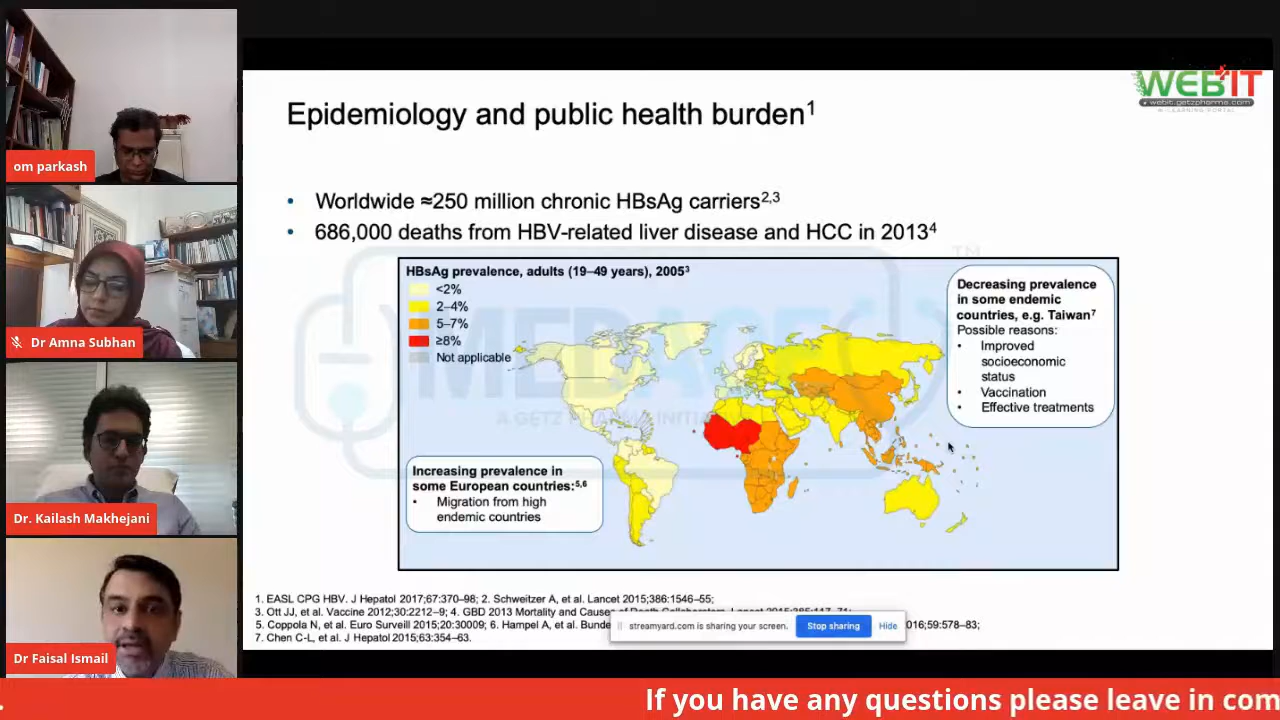 om parkash
Dr Amna Subhan
Dr. Kailash Makhejani
Dr Faisal Ismail
WEBIT
webit.getzpharma.com
E-LEARNING PORTAL
Epidemiology and public health burden¹
• Worldwide ≈250 million chronic HBsAg carriers²,³
• 686,000 deaths from HBV-related liver disease and HCC in 2013⁴
HBsAg prevalence, adults (19–49 years), 2005³
<2%
2–4%
5–7%
≥8%
Not applicable
Decreasing prevalence
in some endemic
countries, e.g. Taiwan⁷
Possible reasons:
• Improved
socioeconomic
status
• Vaccination
• Effective treatments
Increasing prevalence in
some European countries:⁵,⁶
• Migration from high
endemic countries
TM
A GETZ PHARMA INITIATIVE
1. EASL CPG HBV. J Hepatol 2017;67:370–98; 2. Schweitzer A, et al. Lancet 2015;386:1546–55;
3. Ott JJ, et al. Vaccine 2012;30:2212–9; 4. GBD 2013 Mortality and Causes of Death
5. Coppola N, et al. Euro Surveill 2015;20:30009; 6. Hampel A, et al. Bunde 016;59:578–83;
7. Chen C-L, et al. J Hepatol 2015;63:354–63.
streamyard.com is sharing your screen. Stop sharing Hide
. If you have any questions please leave in com